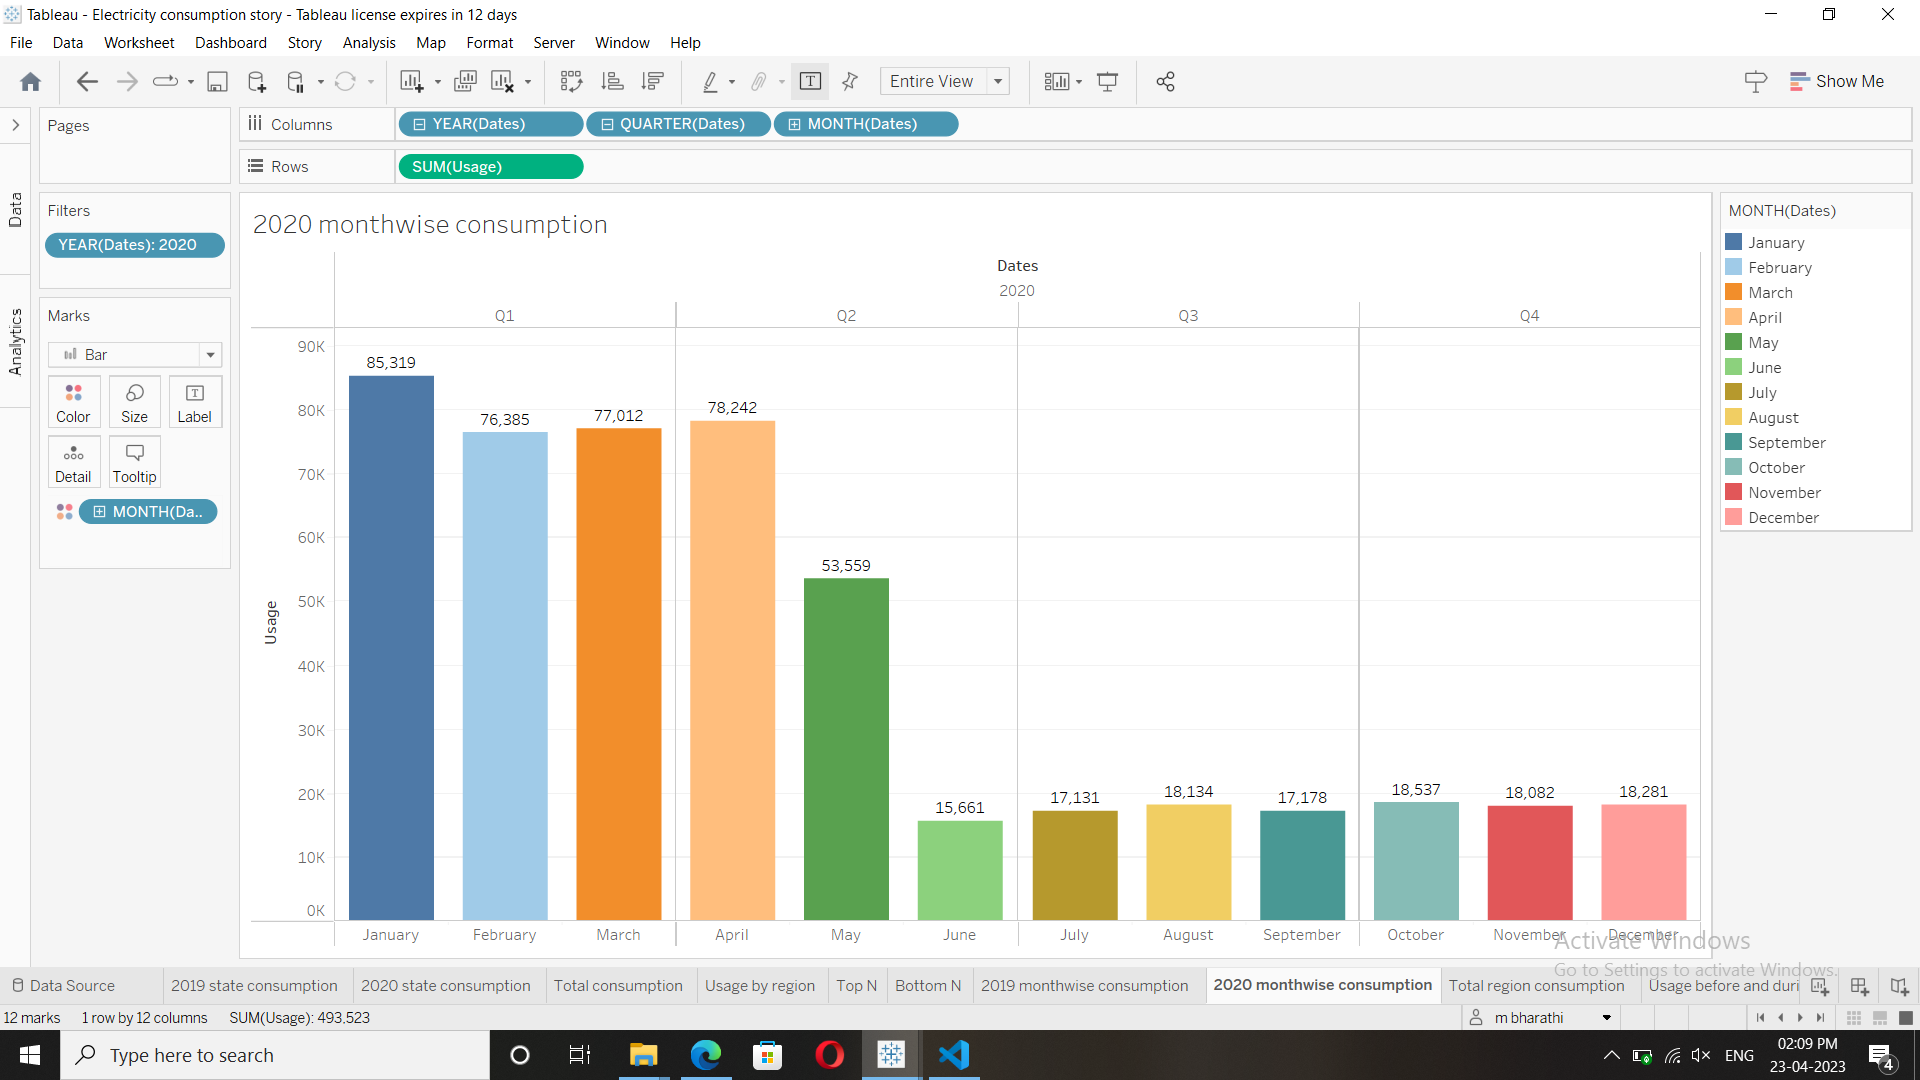 Tableau - Electricity consumption story - Tableau license expires in 12 days
File Data Worksheet Dashboard Story Analysis Map Format Server Window Help
Entire View
Show Me
Pages
Columns
YEAR(Dates) QUARTER(Dates) MONTH(Dates)
Rows
SUM(Usage)
Data
Analytics
Filters
YEAR(Dates): 2020
Marks
Bar
Color Size Label
Detail Tooltip
MONTH(Da..
2020 monthwise consumption
Dates
2020
Q1 Q2 Q3 Q4
Usage
90K
80K
70K
60K
50K
40K
30K
20K
10K
0K
85,319
76,385
77,012
78,242
53,559
15,661
17,131
18,134
17,178
18,537
18,082
18,281
January February March April May June July August September October November December
MONTH(Dates)
January
February
March
April
May
June
July
August
September
October
November
December
Activate Windows
Go to Settings to activate Windows.
Data Source 2019 state consumption 2020 state consumption Total consumption Usage by region Top N Bottom N 2019 monthwise consumption 2020 monthwise consumption Total region consumption Usage before and duri
12 marks 1 row by 12 columns SUM(Usage): 493,523
m bharathi
Type here to search
ENG
02:09 PM
23-04-2023
4